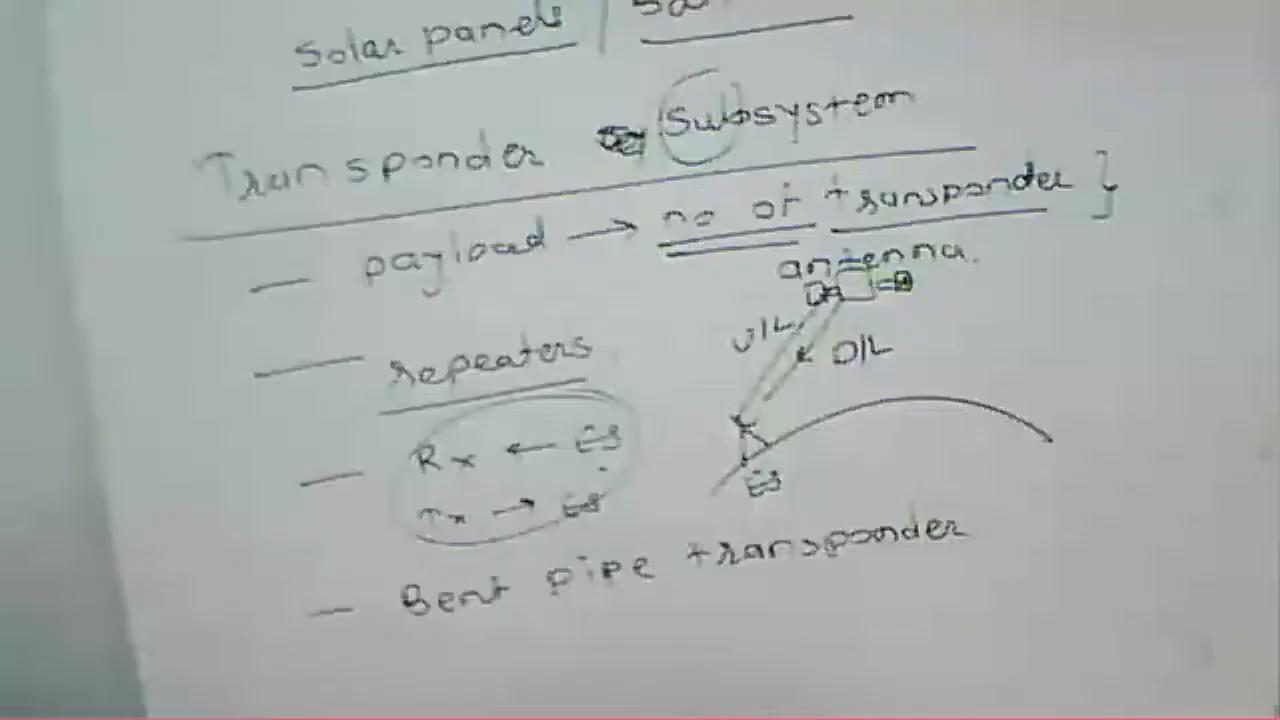 Solar panels /
Transponder Subsystem
— payload → no of transponder }
antenna.
U/L
D/L
— repeaters
— Rx ← ES
Tx → ES
ES
— Bent pipe transponder